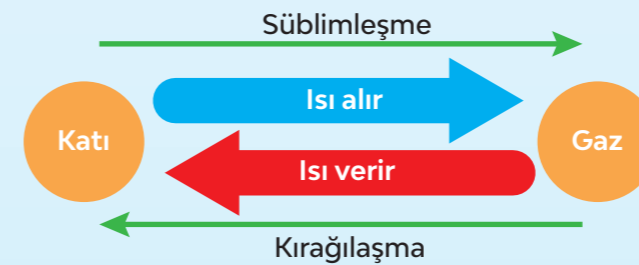 Süblimleşme
Isı alır
Katı
Gaz
Isı verir
Kırağılaşma